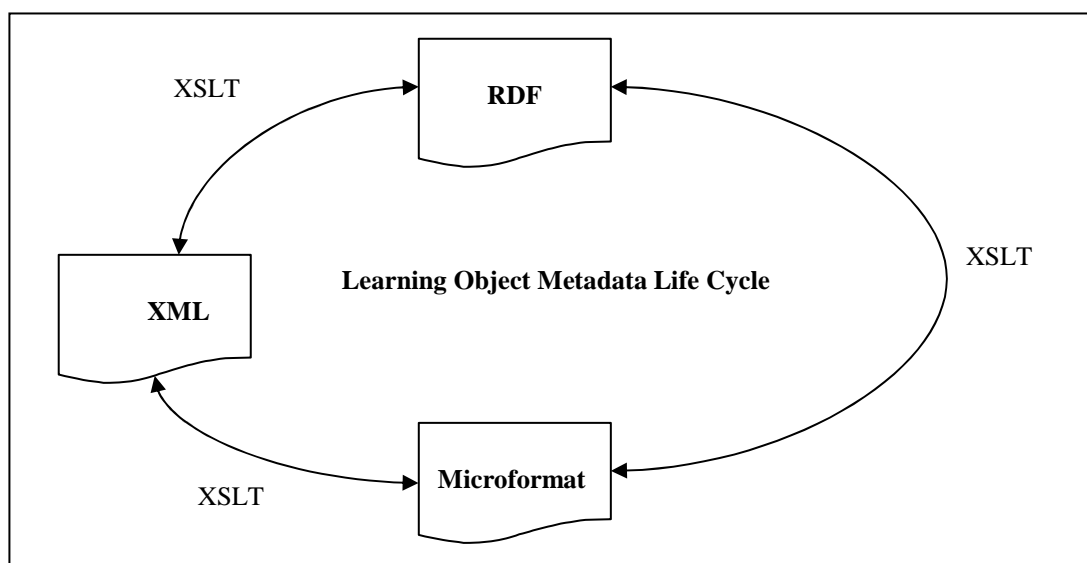 XSLT
RDF
XSLT
Learning Object Metadata Life Cycle
XML
Microformat
XSLT